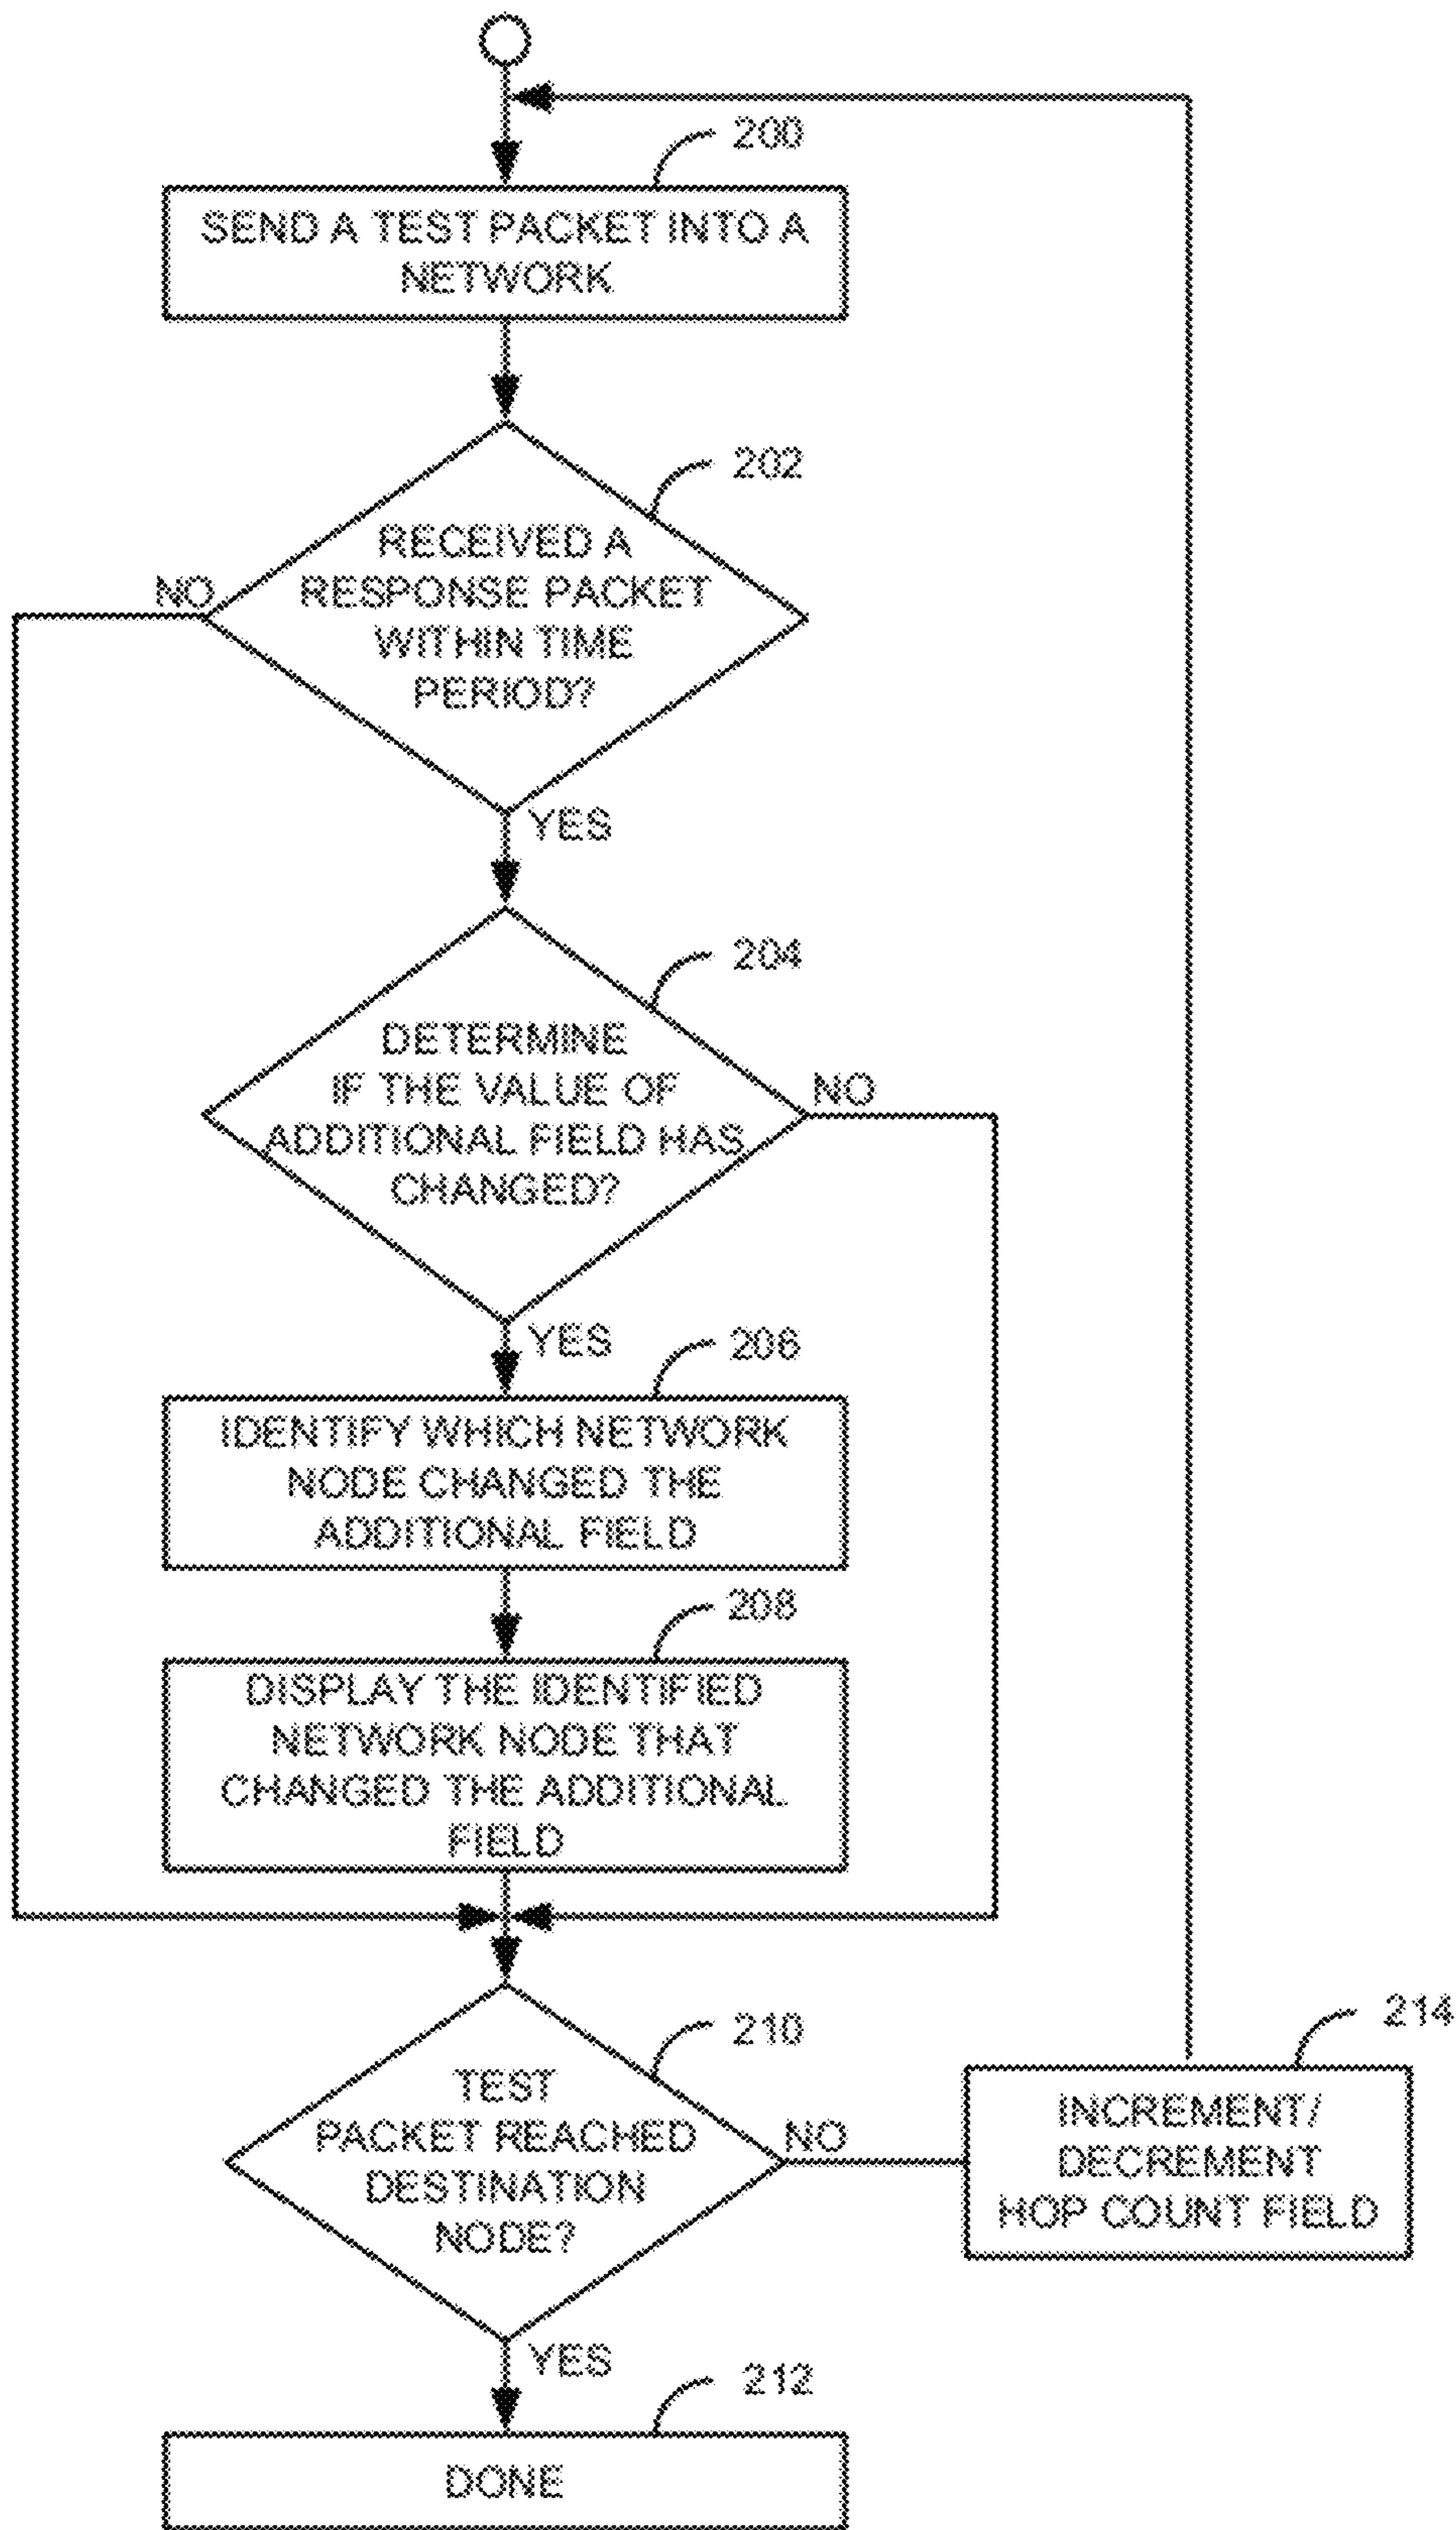 200
SEND A TEST PACKET INTO A
NETWORK
202
RECEIVED A
RESPONSE PACKET
WITHIN TIME
PERIOD?
NO
YES
204
DETERMINE
IF THE VALUE OF
ADDITIONAL FIELD HAS
CHANGED?
NO
YES
206
IDENTIFY WHICH NETWORK
NODE CHANGED THE
ADDITIONAL FIELD
208
DISPLAY THE IDENTIFIED
NETWORK NODE THAT
CHANGED THE ADDITIONAL
FIELD
210
TEST
PACKET REACHED
DESTINATION
NODE?
NO
214
INCREMENT/
DECREMENT
HOP COUNT FIELD
YES
212
DONE